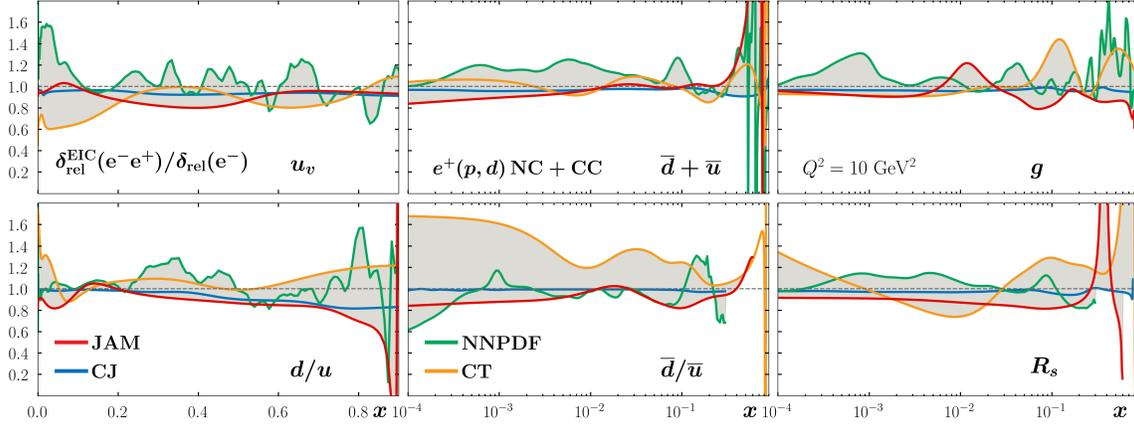 1.6
1.4
1.2
1.0
0.8
0.6
0.4
0.2
δ_rel^EIC(e⁻e⁺)/δ_rel(e⁻) u_v
e⁺(p, d) NC + CC d̅ + u̅
Q² = 10 GeV² g
1.6
1.4
1.2
1.0
0.8
0.6
0.4
0.2
JAM
CJ
d/u
NNPDF
CT
d̅/u̅
R_s
0.0 0.2 0.4 0.6 0.8 x 10⁻⁴ 10⁻³ 10⁻² 10⁻¹ x 10⁻⁴ 10⁻³ 10⁻² 10⁻¹ x